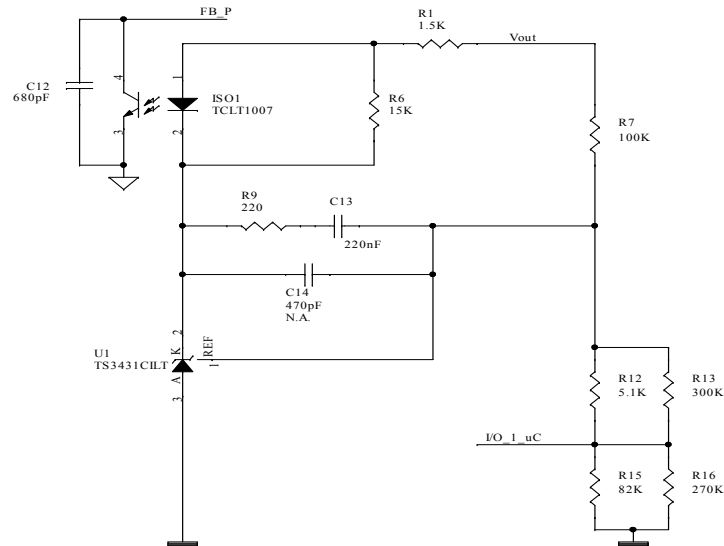 FB_P
R1
1.5K
Vout
C12
680pF
4
3
1
2
ISO1
TCLT1007
R6
15K
R7
100K
R9
220
C13
220nF
C14
470pF
N.A.
U1
TS3431CILT
2
K
A
3
REF
1
R12
5.1K
R13
300K
I/O_1_uC
R15
82K
R16
270K